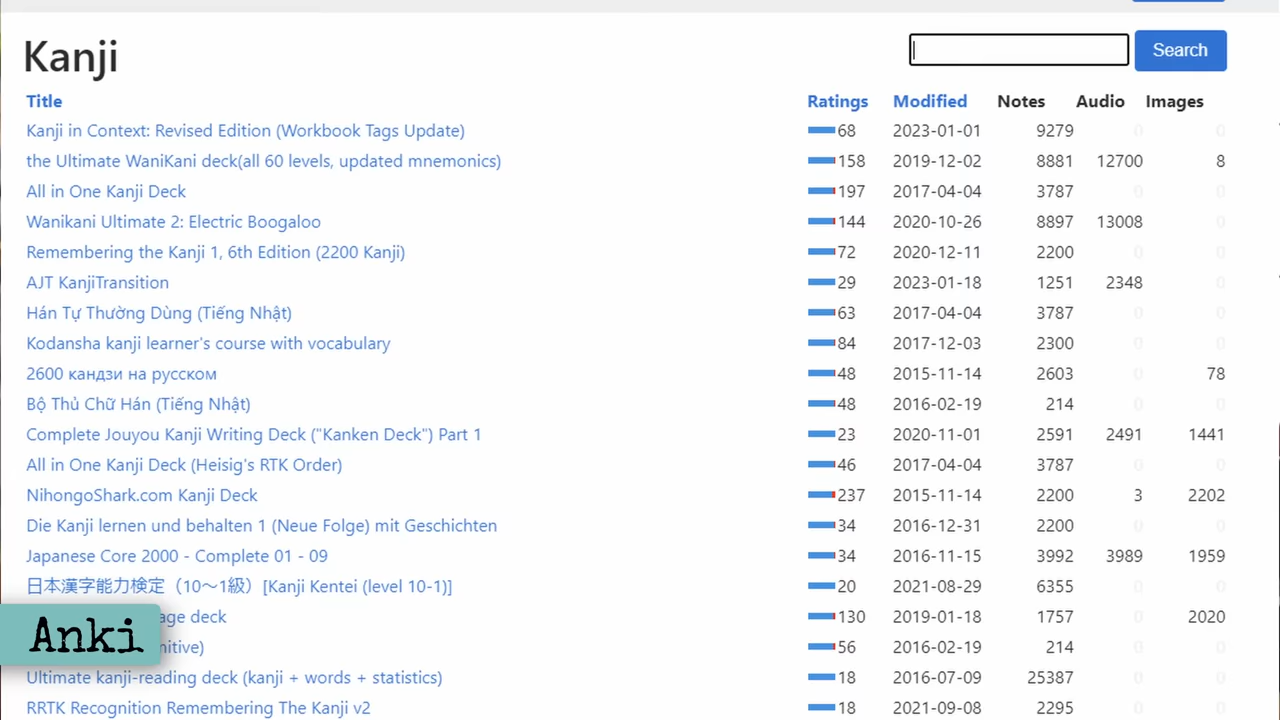 Kanji
Search
Title Ratings Modified Notes Audio Images
Kanji in Context: Revised Edition (Workbook Tags Update) 68 2023-01-01 9279 0 0
the Ultimate WaniKani deck(all 60 levels, updated mnemonics) 158 2019-12-02 8881 12700 8
All in One Kanji Deck 197 2017-04-04 3787 0 0
Wanikani Ultimate 2: Electric Boogaloo 144 2020-10-26 8897 13008 0
Remembering the Kanji 1, 6th Edition (2200 Kanji) 72 2020-12-11 2200 0 0
AJT KanjiTransition 29 2023-01-18 1251 2348 0
Hán Tự Thường Dùng (Tiếng Nhật) 63 2017-04-04 3787 0 0
Kodansha kanji learner's course with vocabulary 84 2017-12-03 2300 0 0
2600 кандзи на русском 48 2015-11-14 2603 0 78
Bộ Thủ Chữ Hán (Tiếng Nhật) 48 2016-02-19 214 0 0
Complete Jouyou Kanji Writing Deck ("Kanken Deck") Part 1 23 2020-11-01 2591 2491 1441
All in One Kanji Deck (Heisig's RTK Order) 46 2017-04-04 3787 0 0
NihongoShark.com Kanji Deck 237 2015-11-14 2200 3 2202
Die Kanji lernen und behalten 1 (Neue Folge) mit Geschichten 34 2016-12-31 2200 0 0
Japanese Core 2000 - Complete 01 - 09 34 2016-11-15 3992 3989 1959
日本漢字能力検定（10～1級）[Kanji Kentei (level 10-1)] 20 2021-08-29 6355 0 0
age deck 130 2019-01-18 1757 0 2020
Anki
nitive) 56 2016-02-19 214 0 0
Ultimate kanji-reading deck (kanji + words + statistics) 18 2016-07-09 25387 0 0
RRTK Recognition Remembering The Kanji v2 18 2021-09-08 2295 0 0